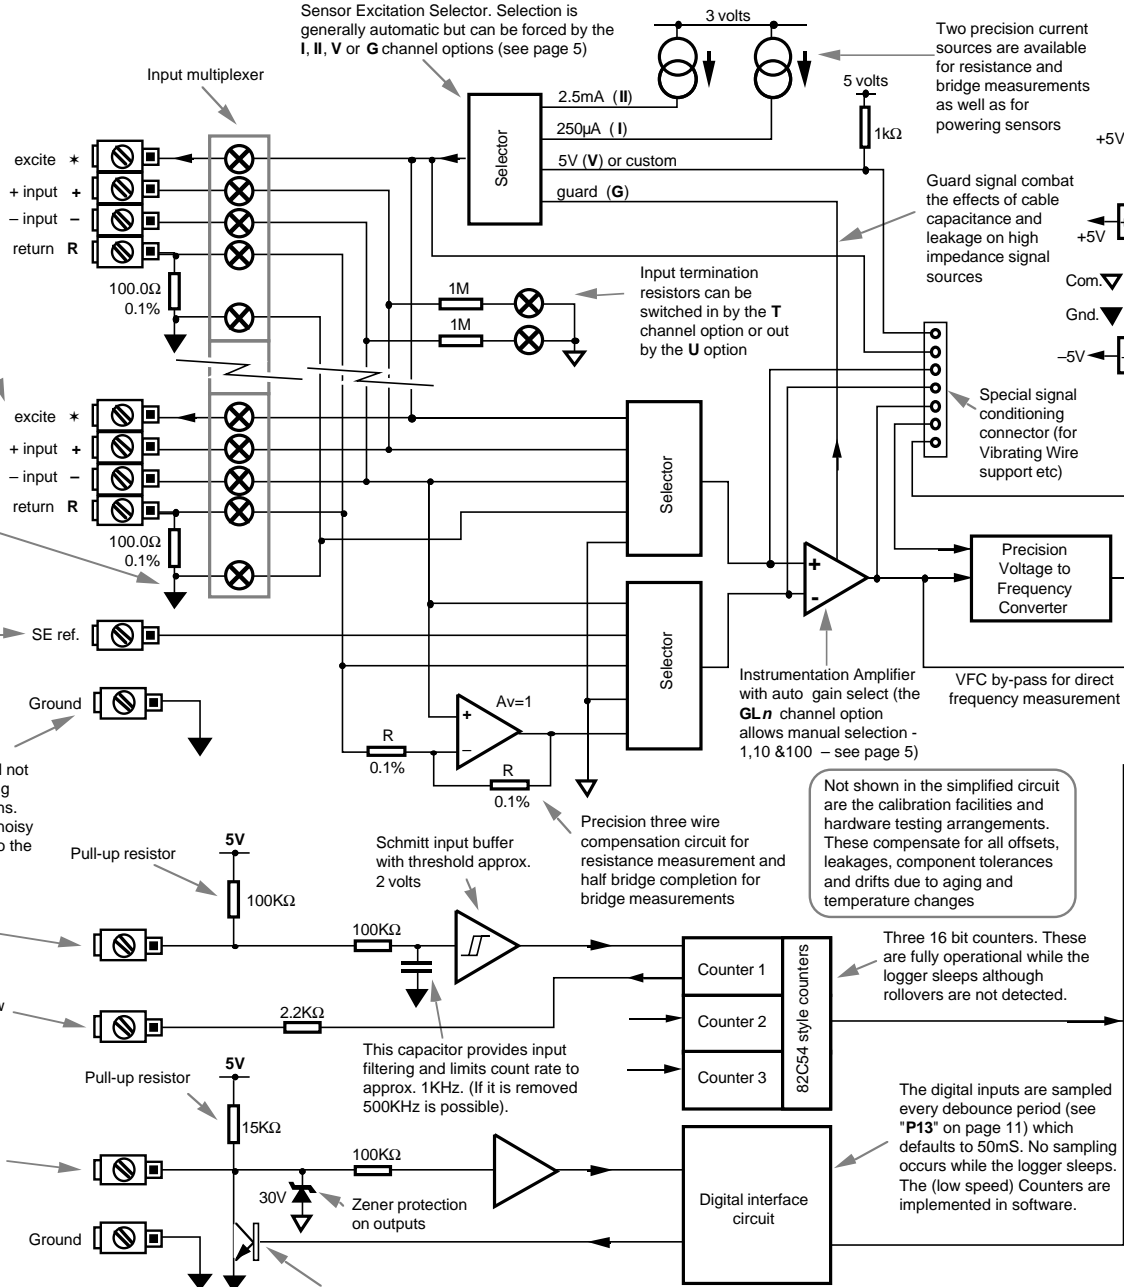 Sensor Excitation Selector. Selection is
generally automatic but can be forced by the
I, II, V or G channel options (see page 5)
3 volts
Two precision current
sources are available
for resistance and
bridge measurements
as well as for
powering sensors
Input multiplexer
5 volts
1kΩ
+5V
Selector
2.5mA (II)
250µA ( I )
5V (V) or custom
guard (G)
excite ✶
+ input +
– input –
return R
100.0Ω
0.1%
Guard signal combat
the effects of cable
capacitance and
leakage on high
impedance signal
sources
+5V
Com.
Gnd.
–5V
1M
1M
Input termination
resistors can be
switched in by the T
channel option or out
by the U option
Special signal
conditioning
connector (for
Vibrating Wire
support etc)
excite ✶
+ input +
– input –
return R
100.0Ω
0.1%
Selector
Selector
+
-
Precision
Voltage to
Frequency
Converter
SE ref.
Ground
Av=1
+
–
R
0.1%
R
0.1%
Instrumentation Amplifier
with auto gain select (the
GLn channel option
allows manual selection -
1,10 &100 – see page 5)
VFC by-pass for direct
frequency measurement
not
ns.
noisy
the
Precision three wire
compensation circuit for
resistance measurement and
half bridge completion for
bridge measurements
Not shown in the simplified circuit
are the calibration facilities and
hardware testing arrangements.
These compensate for all offsets,
leakages, component tolerances
and drifts due to aging and
temperature changes
Pull-up resistor
5V
100KΩ
Schmitt input buffer
with threshold approx.
2 volts
100KΩ
2.2KΩ
Counter 1
Counter 2
Counter 3
82C54 style counters
Three 16 bit counters. These
are fully operational while the
logger sleeps although
rollovers are not detected.
This capacitor provides input
filtering and limits count rate to
approx. 1KHz. (If it is removed
500KHz is possible).
Pull-up resistor
5V
15KΩ
100KΩ
30V
Zener protection
on outputs
Ground
Digital interface
circuit
The digital inputs are sampled
every debounce period (see
"P13" on page 11) which
defaults to 50mS. No sampling
occurs while the logger sleeps.
The (low speed) Counters are
implemented in software.